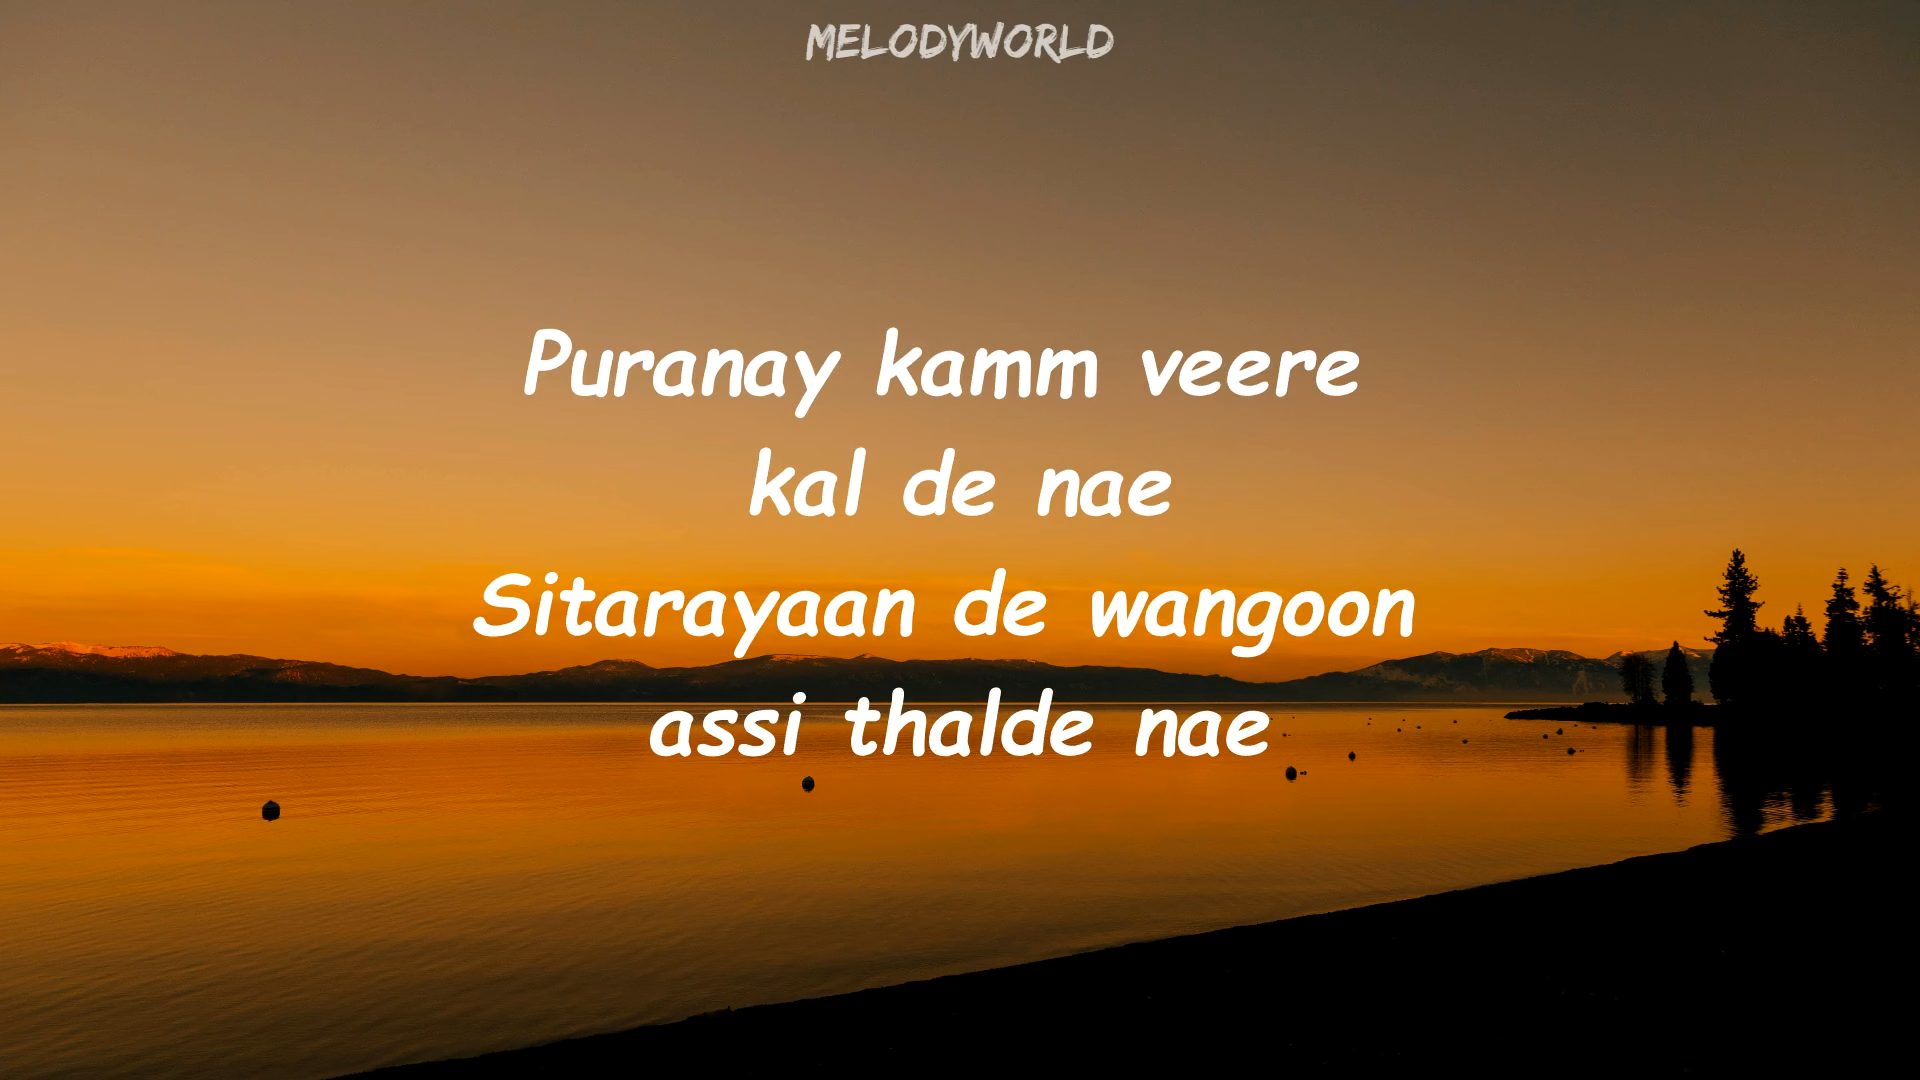 MELODYWORLD
Puranay kamm veere
kal de nae
Sitarayaan de wangoon
assi thalde nae